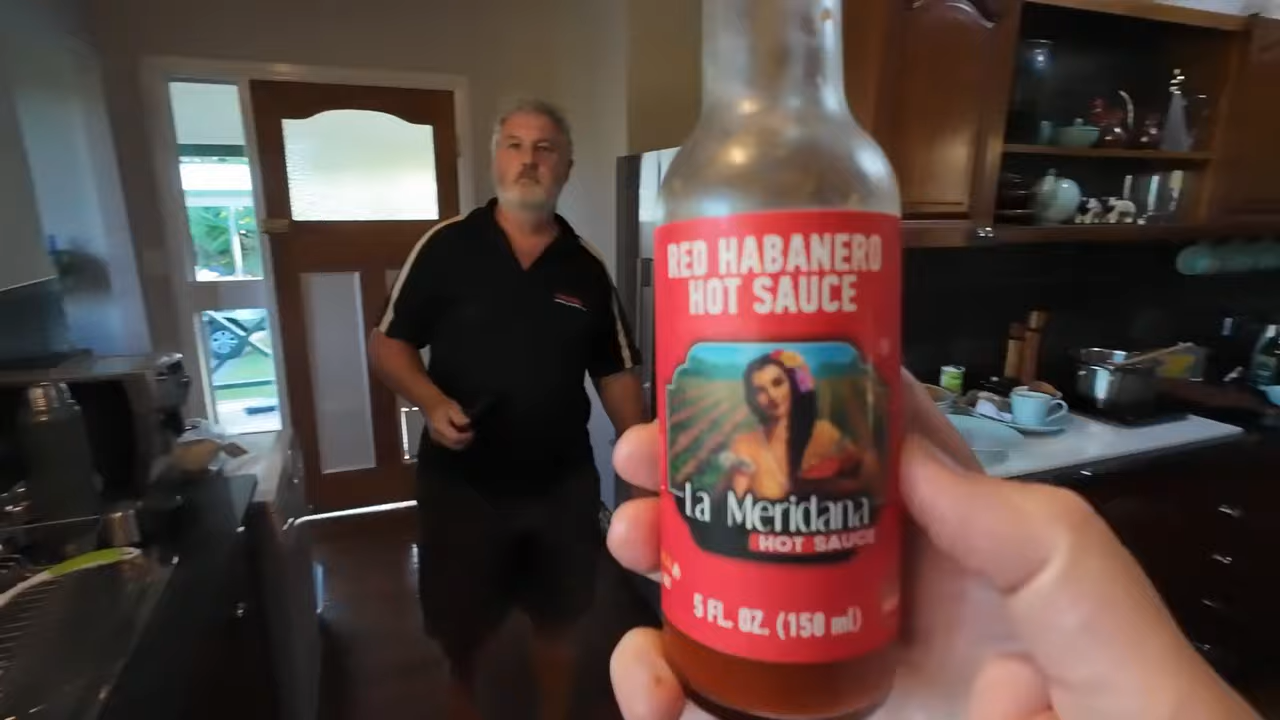 RED HABANERO
HOT SAUCE
La Meridana
HOT SAUCE
5 FL. OZ. (150 ml)